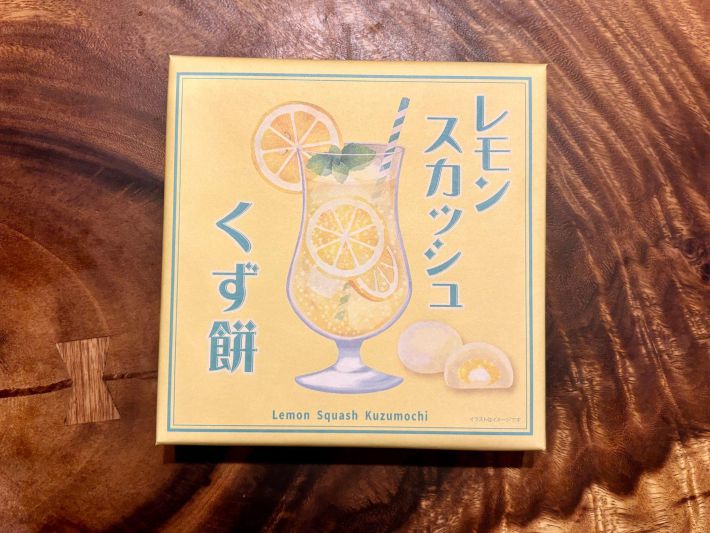 レモン
スカッシュ
くず餅
Lemon Squash Kuzumochi
イラストはイメージです